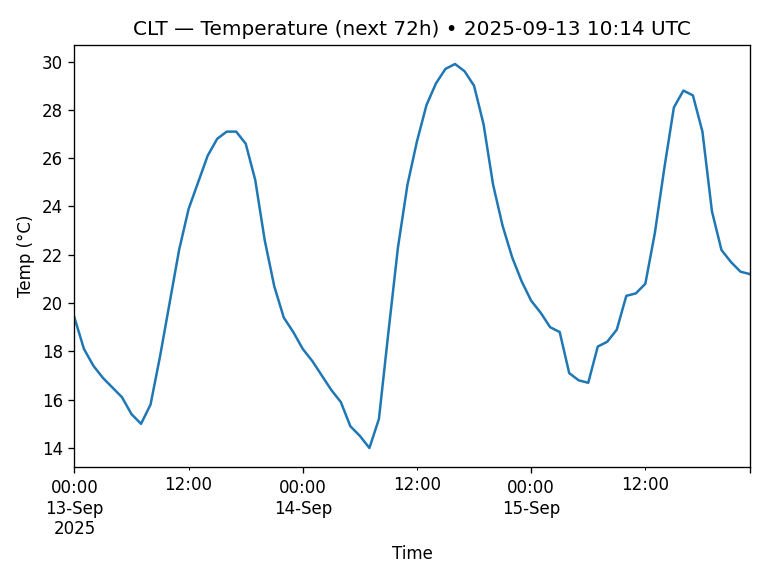 CLT — Temperature (next 72h) • 2025-09-13 10:14 UTC
30
28
26
24
22
20
18
16
14
Temp (°C)
00:00 12:00 00:00 12:00 00:00 12:00
13-Sep 14-Sep 15-Sep
2025
Time